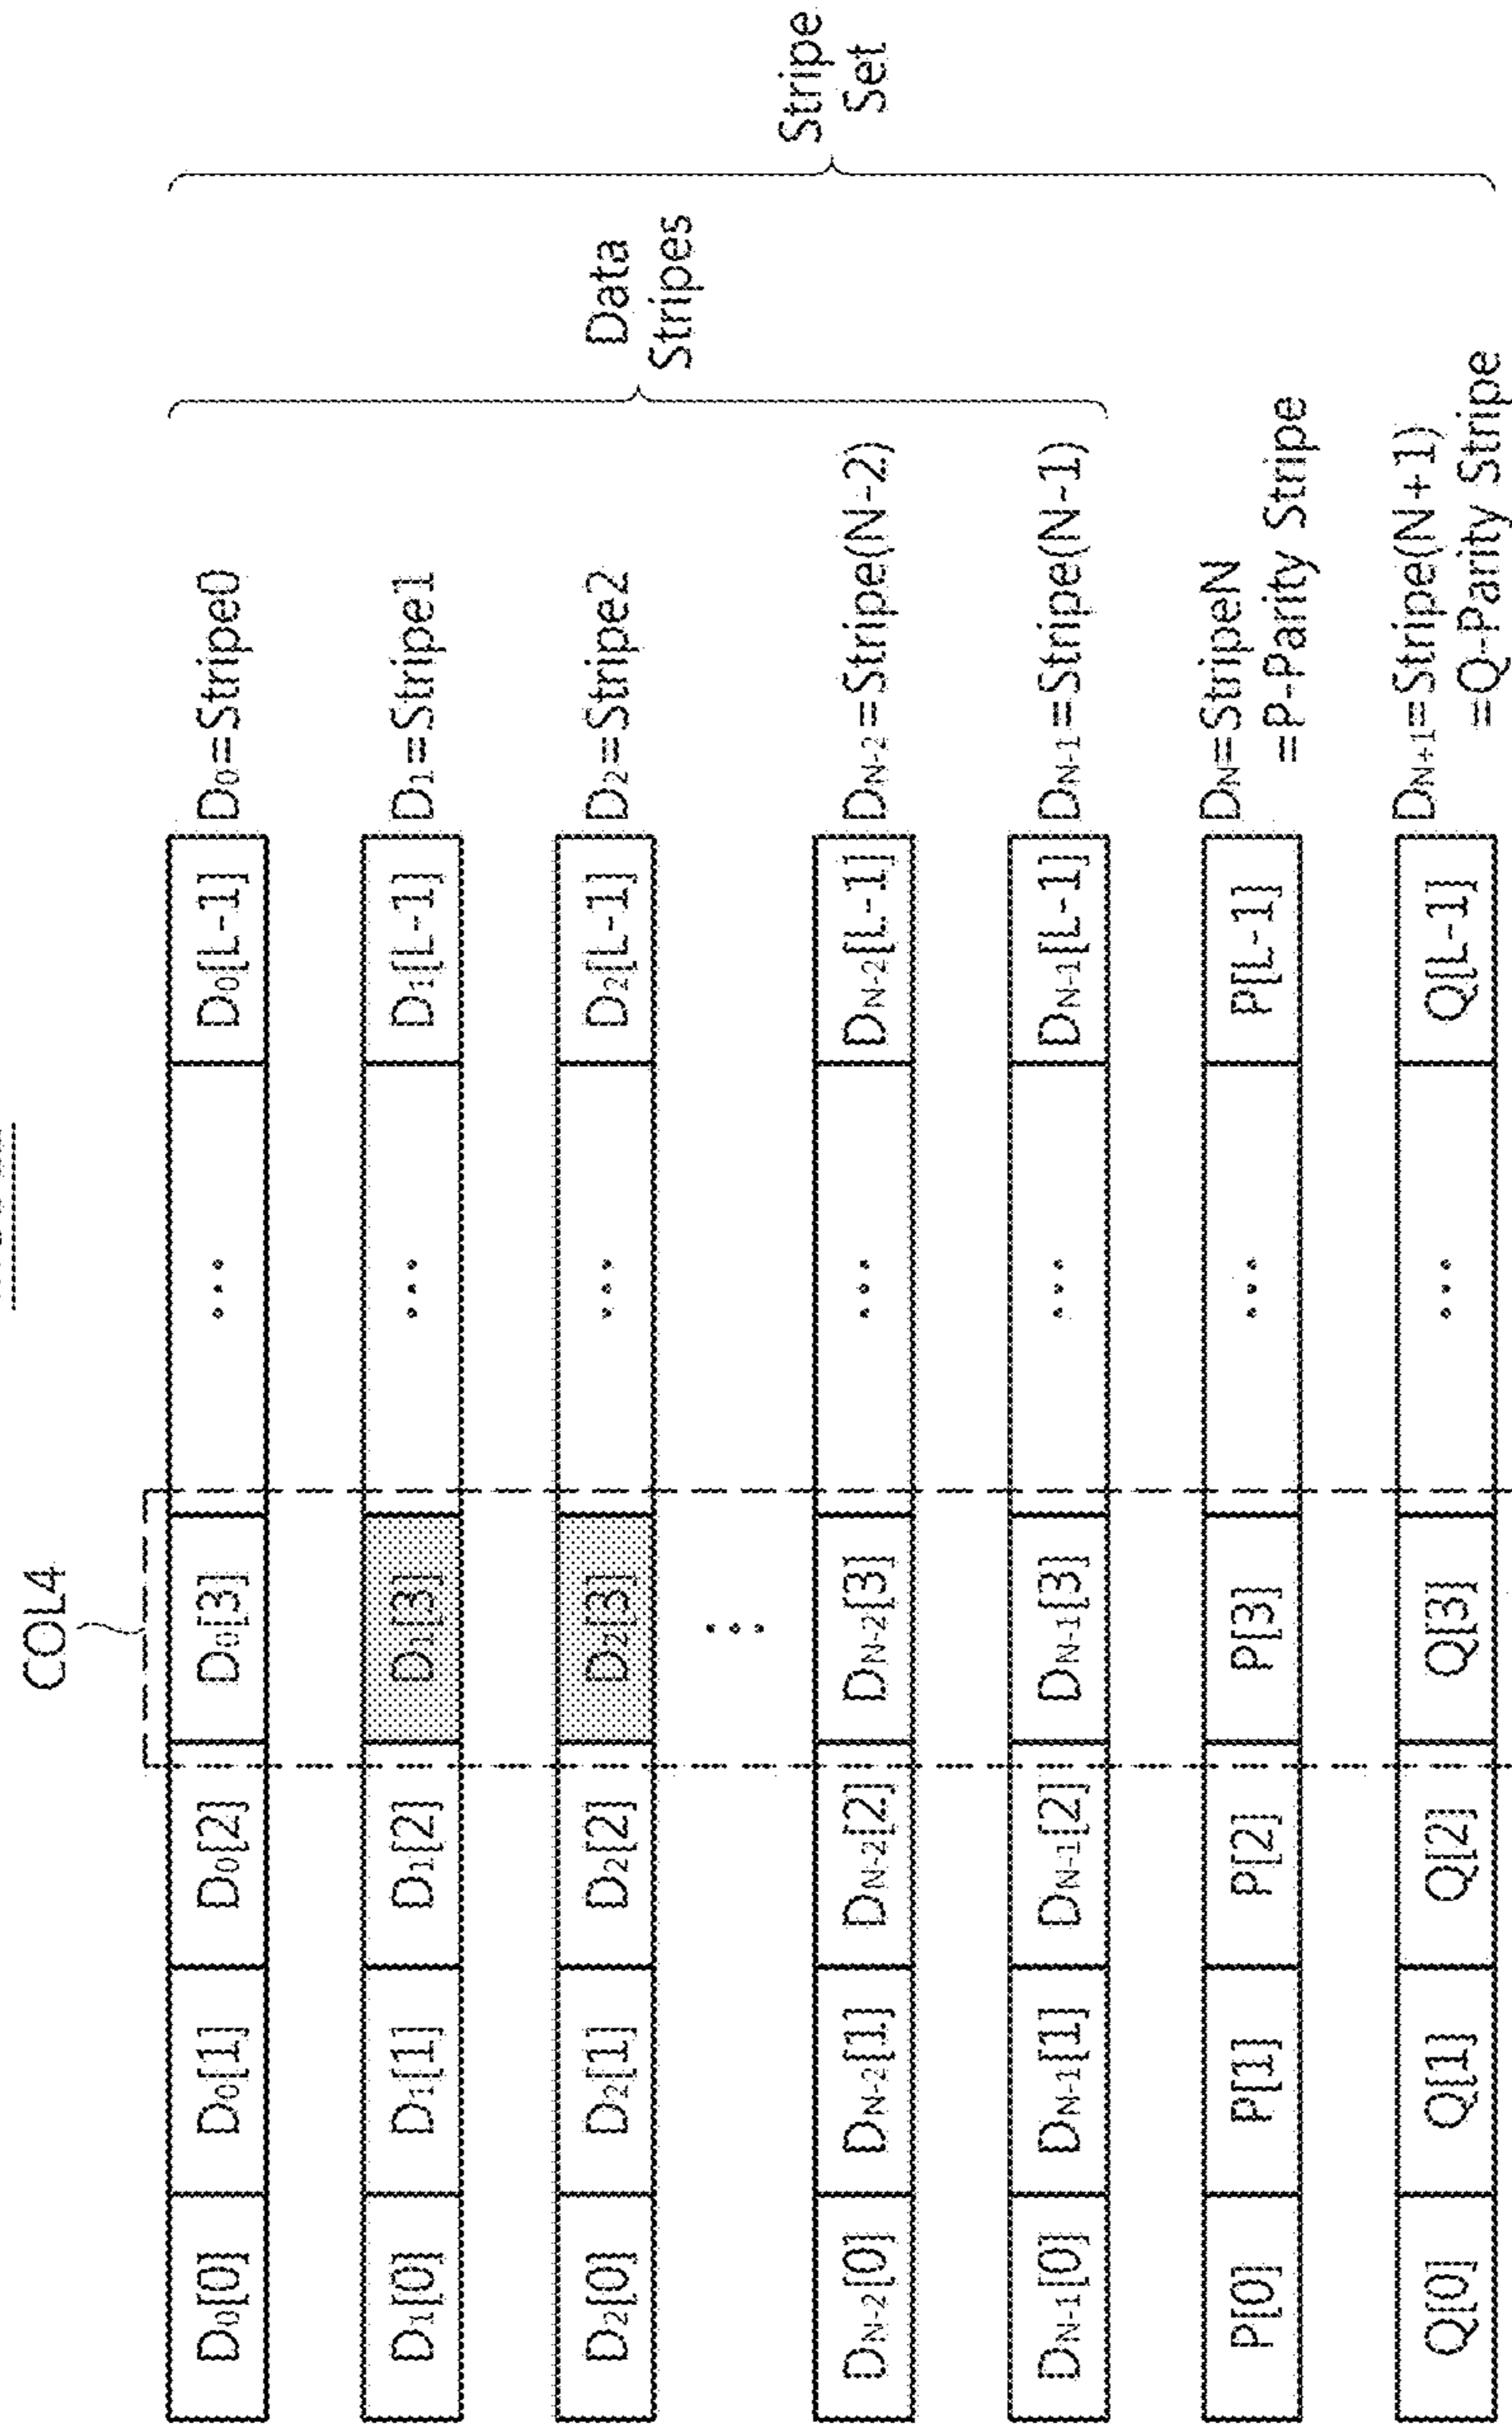 COL4
D₀[0] D₀[1] D₀[2] D₀[3] ... D₀[L-1] D₀=Stripe0
D₁[0] D₁[1] D₁[2] D₁[3] ... D₁[L-1] D₁=Stripe1
D₂[0] D₂[1] D₂[2] D₂[3] ... D₂[L-1] D₂=Stripe2
Data
Stripes
Stripe
Set
⋮
DN-2[0] DN-2[1] DN-2[2] DN-2[3] ... DN-2[L-1] DN-2=Stripe(N-2)
DN-1[0] DN-1[1] DN-1[2] DN-1[3] ... DN-1[L-1] DN-1=Stripe(N-1)
P[0] P[1] P[2] P[3] ... P[L-1] DN=StripeN
=P-Parity Stripe
Q[0] Q[1] Q[2] Q[3] ... Q[L-1] DN+1=Stripe(N+1)
=Q-Parity Stripe